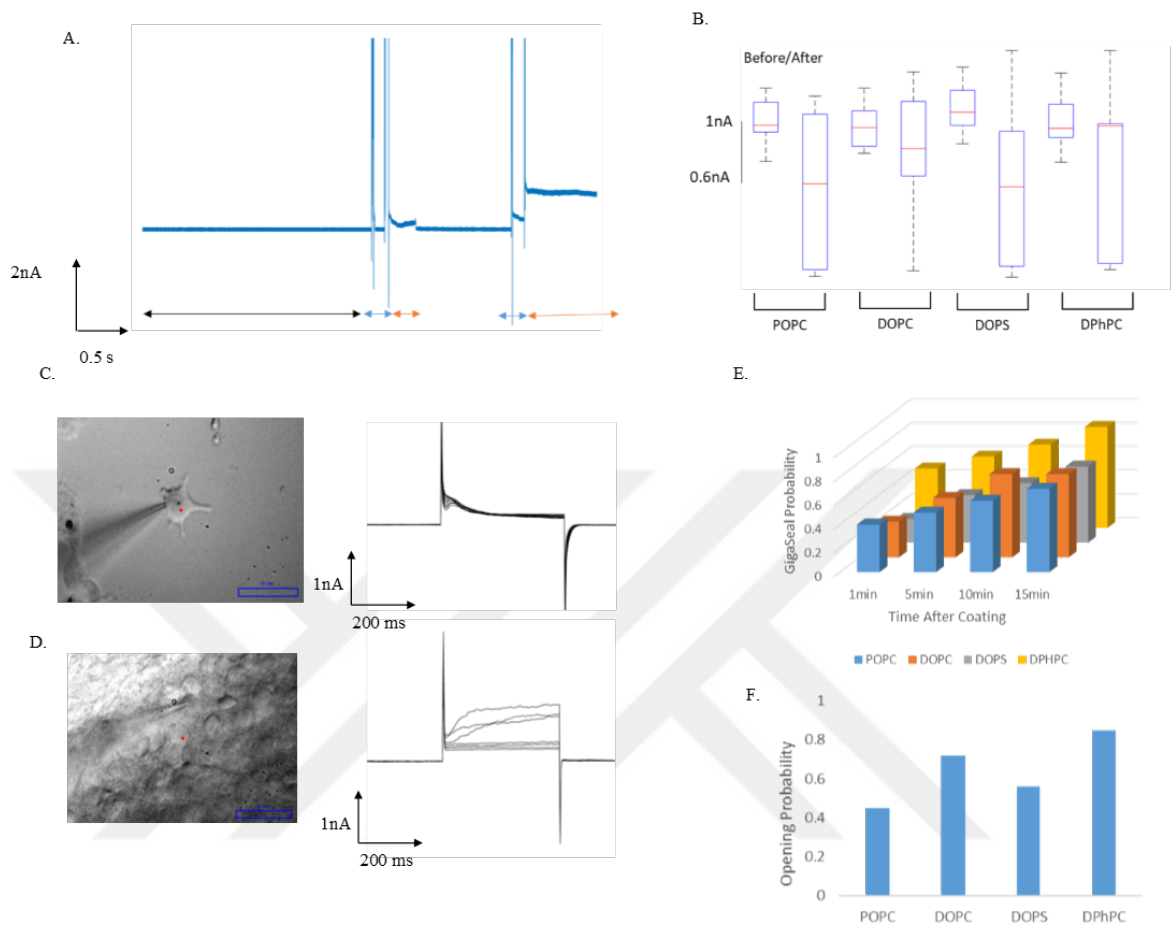 A.
2nA
0.5 s
B.
Before/After
1nA
0.6nA
POPC
DOPC
DOPS
DPhPC
C.
1nA
200 ms
D.
1nA
200 ms
E.
GigaSeal Probability
1
0.8
0.6
0.4
0.2
0
1min
5min
10min
15min
Time After Coating
POPC
DOPC
DOPS
DPHPC
F.
Opening Probability
1
0.8
0.6
0.4
0.2
0
POPC
DOPC
DOPS
DPhPC